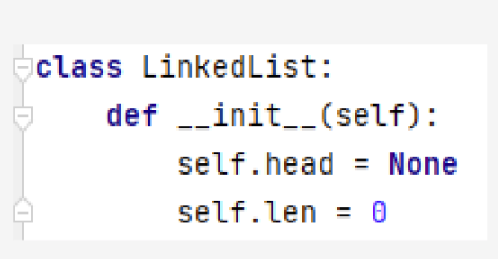 class LinkedList:
    def __init__(self):
        self.head = None
        self.len = 0